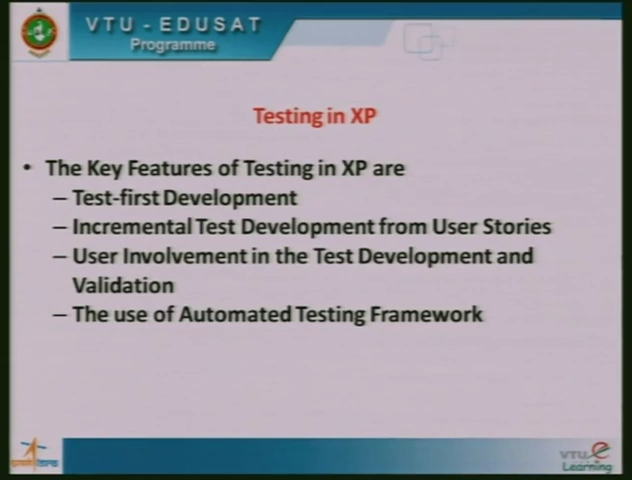 VTU - EDUSAT
Programme
Testing in XP
• The Key Features of Testing in XP are
– Test-first Development
– Incremental Test Development from User Stories
– User Involvement in the Test Development and
Validation
– The use of Automated Testing Framework
VTU e
Learning